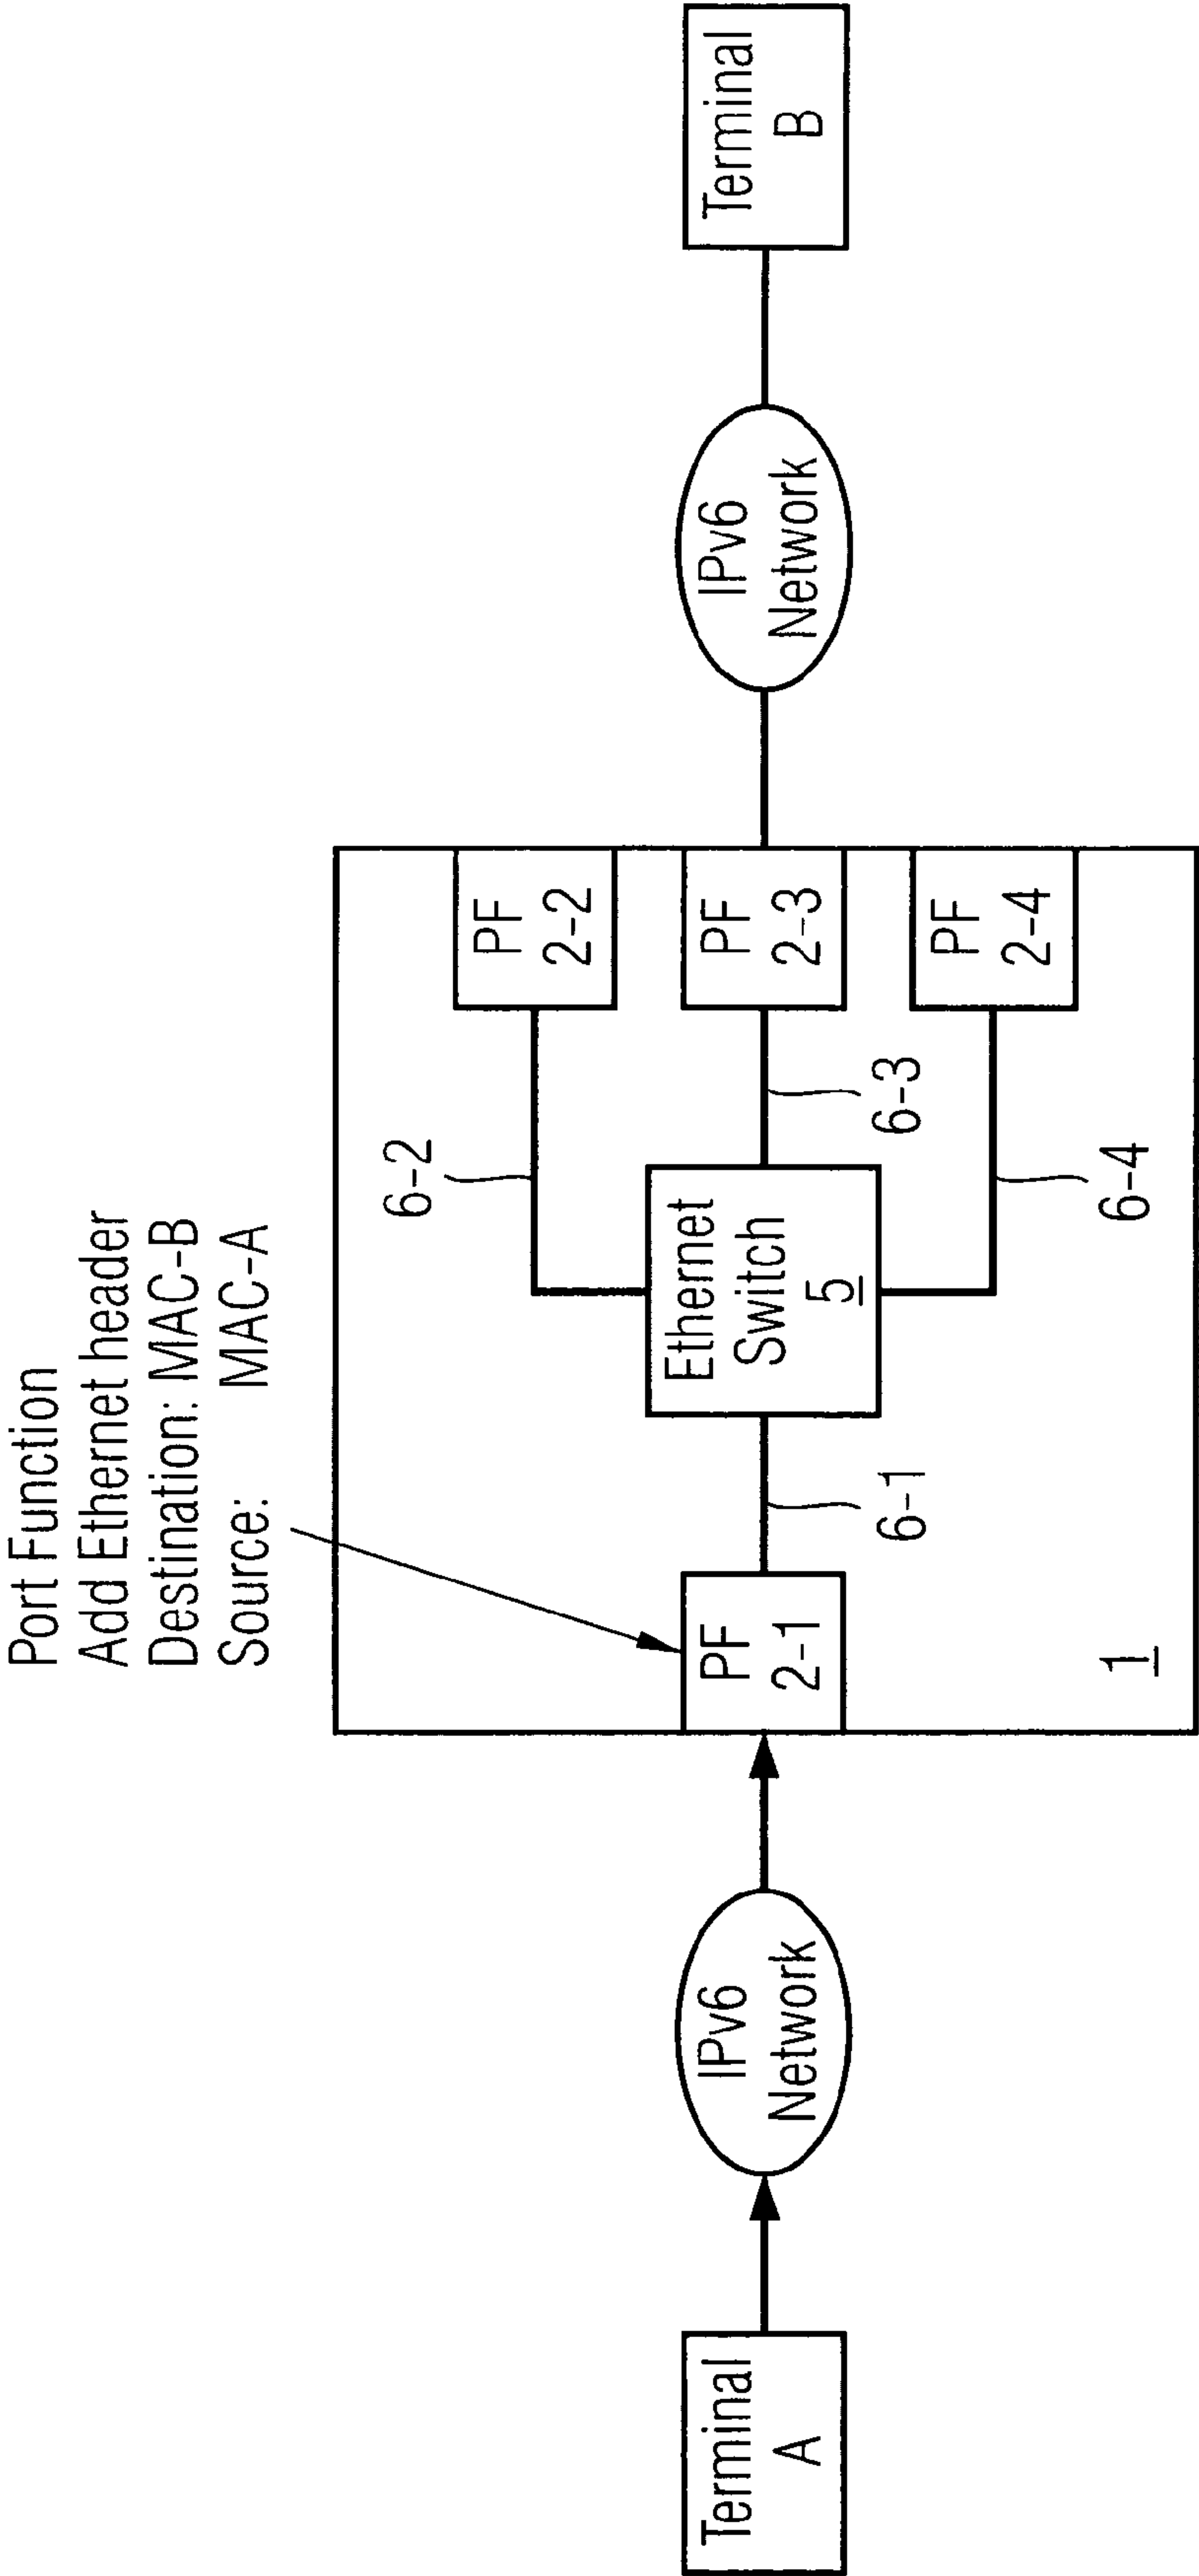 Port Function
Add Ethernet header
Destination: MAC-B
Source: MAC-A
Terminal
A
IPv6
Network
PF
2-1
6-1
Ethernet
Switch
5
6-2
6-3
6-4
PF
2-2
PF
2-3
PF
2-4
1
IPv6
Network
Terminal
B